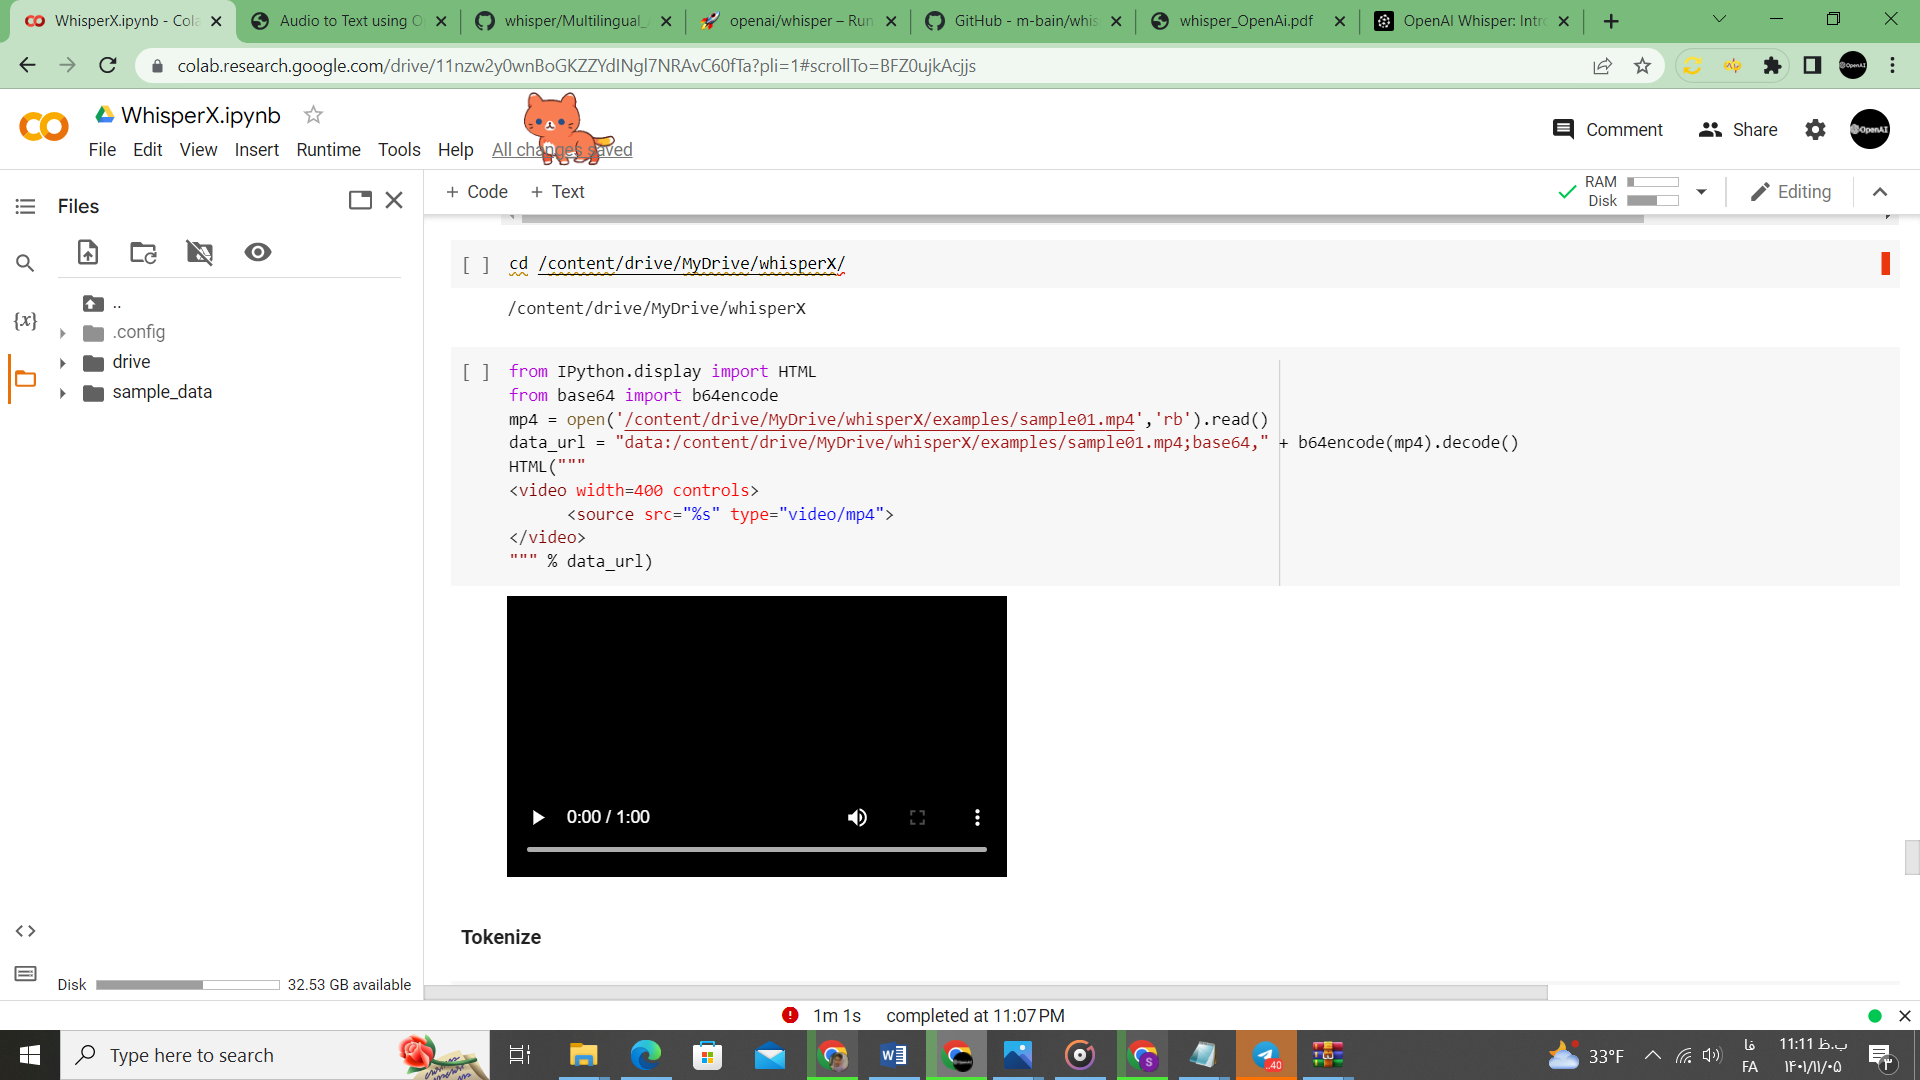 WhisperX.ipynb - Cola
Audio to Text using O
whisper/Multilingual_
openai/whisper – Run
GitHub - m-bain/whis
whisper_OpenAi.pdf
OpenAI Whisper: Intro
colab.research.google.com/drive/11nzw2y0wnBoGKZZYdINgl7NRAvC60fTa?pli=1#scrollTo=BFZ0ujkAcjjs
WhisperX.ipynb
File Edit View Insert Runtime Tools Help All changes saved
Comment Share
OpenAI
Files
+ Code + Text
RAM
Disk
Editing
..
.config
drive
sample_data
{x}
[ ] cd /content/drive/MyDrive/whisperX/
/content/drive/MyDrive/whisperX
[ ] from IPython.display import HTML
from base64 import b64encode
mp4 = open('/content/drive/MyDrive/whisperX/examples/sample01.mp4','rb').read()
data_url = "data:/content/drive/MyDrive/whisperX/examples/sample01.mp4;base64," + b64encode(mp4).decode()
HTML("""
<video width=400 controls>
      <source src="%s" type="video/mp4">
</video>
""" % data_url)
0:00 / 1:00
Tokenize
Disk 32.53 GB available
1m 1s completed at 11:07 PM
Type here to search
.40
33°F
فا
FA
11:11 ب.ظ
۱۴۰۱/۱۱/۰۵
۳